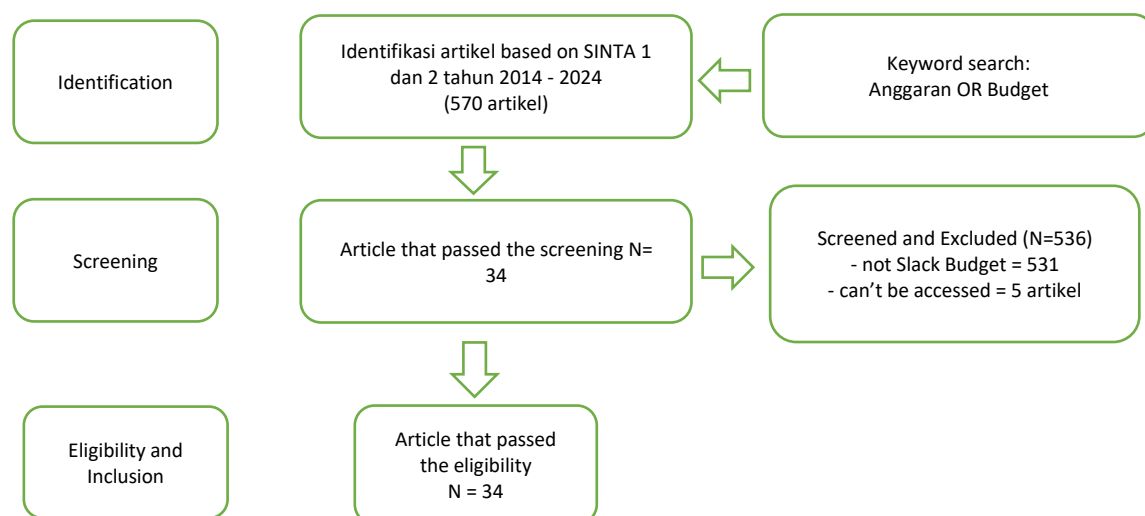 Identification
Identifikasi artikel based on SINTA 1
dan 2 tahun 2014 - 2024
(570 artikel)
Keyword search:
Anggaran OR Budget
Screening
Article that passed the screening N=
34
Screened and Excluded (N=536)
- not Slack Budget = 531
- can’t be accessed = 5 artikel
Eligibility and
Inclusion
Article that passed
the eligibility
N = 34